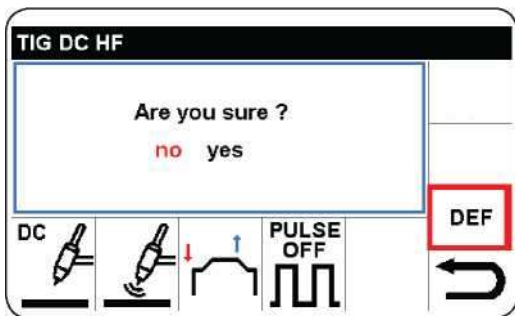 TIG DC HF
Are you sure ?
no yes
DEF
DC
PULSE
OFF